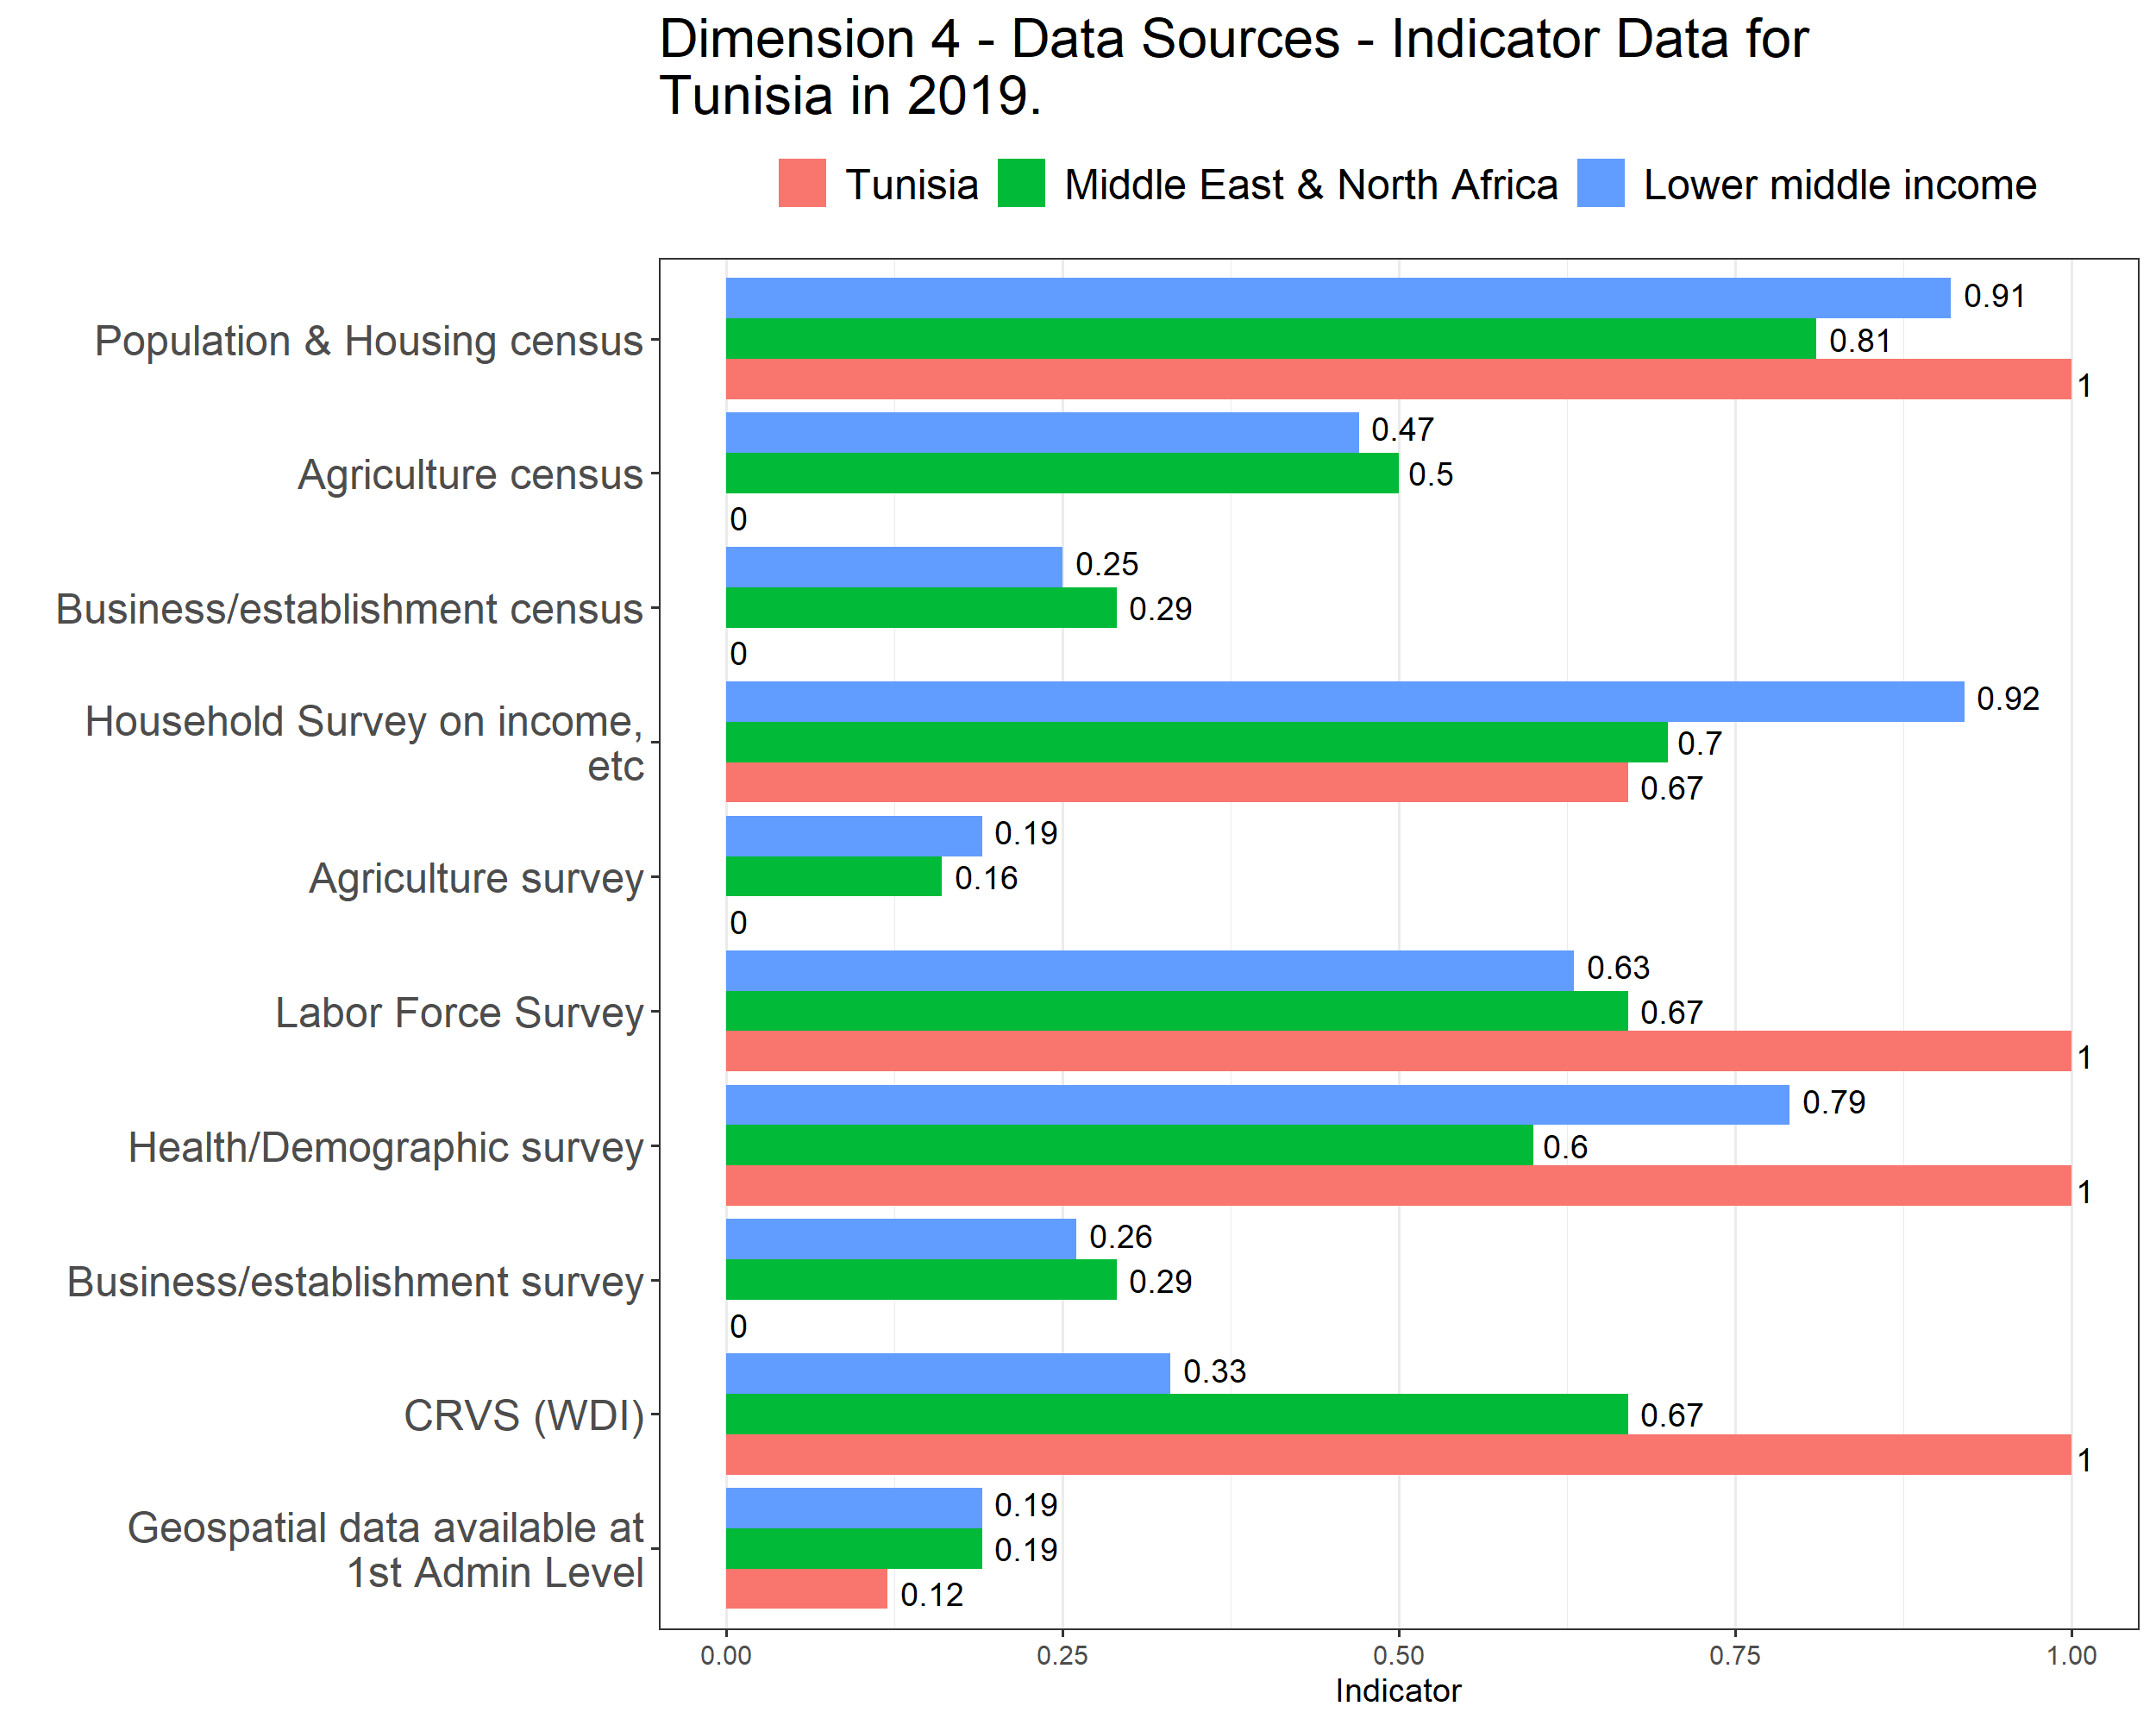 Dimension 4 - Data Sources - Indicator Data for
Tunisia in 2019.
Tunisia
Middle East & North Africa
Lower middle income
Population & Housing census
0.91
0.81
1
Agriculture census
0.47
0.5
0
Business/establishment census
0.25
0.29
0
Household Survey on income,
etc
0.92
0.7
0.67
Agriculture survey
0.19
0.16
0
Labor Force Survey
0.63
0.67
1
Health/Demographic survey
0.79
0.6
1
Business/establishment survey
0.26
0.29
0
CRVS (WDI)
0.33
0.67
1
Geospatial data available at
1st Admin Level
0.19
0.19
0.12
0.00
0.25
0.50
0.75
1.00
Indicator